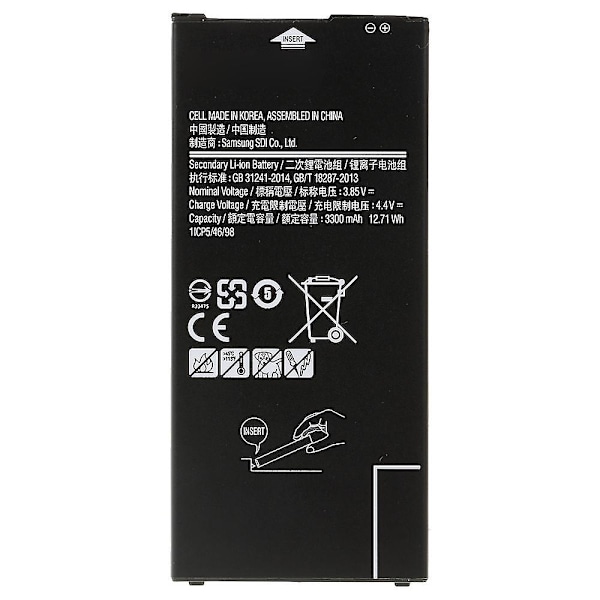 INSERT
CELL MADE IN KOREA, ASSEMBLED IN CHINA
中國製造 / 中国制造
制造商 : Samsung SDI Co., Ltd.
Secondary Li-ion Battery / 二次鋰電池組 / 锂离子电池组
执行标准: GB 31241-2014, GB/T 18287-2013
Nominal Voltage / 標稱電壓 / 标称电压 : 3.85V ⎓
Charge Voltage / 充電限制電壓 / 充电限制电压 : 4.4V ⎓
Capacity / 額定電容量 / 额定容量 : 3300 mAh 12.71 Wh
1ICP5/46/98
5
R33475
CE
INSERT